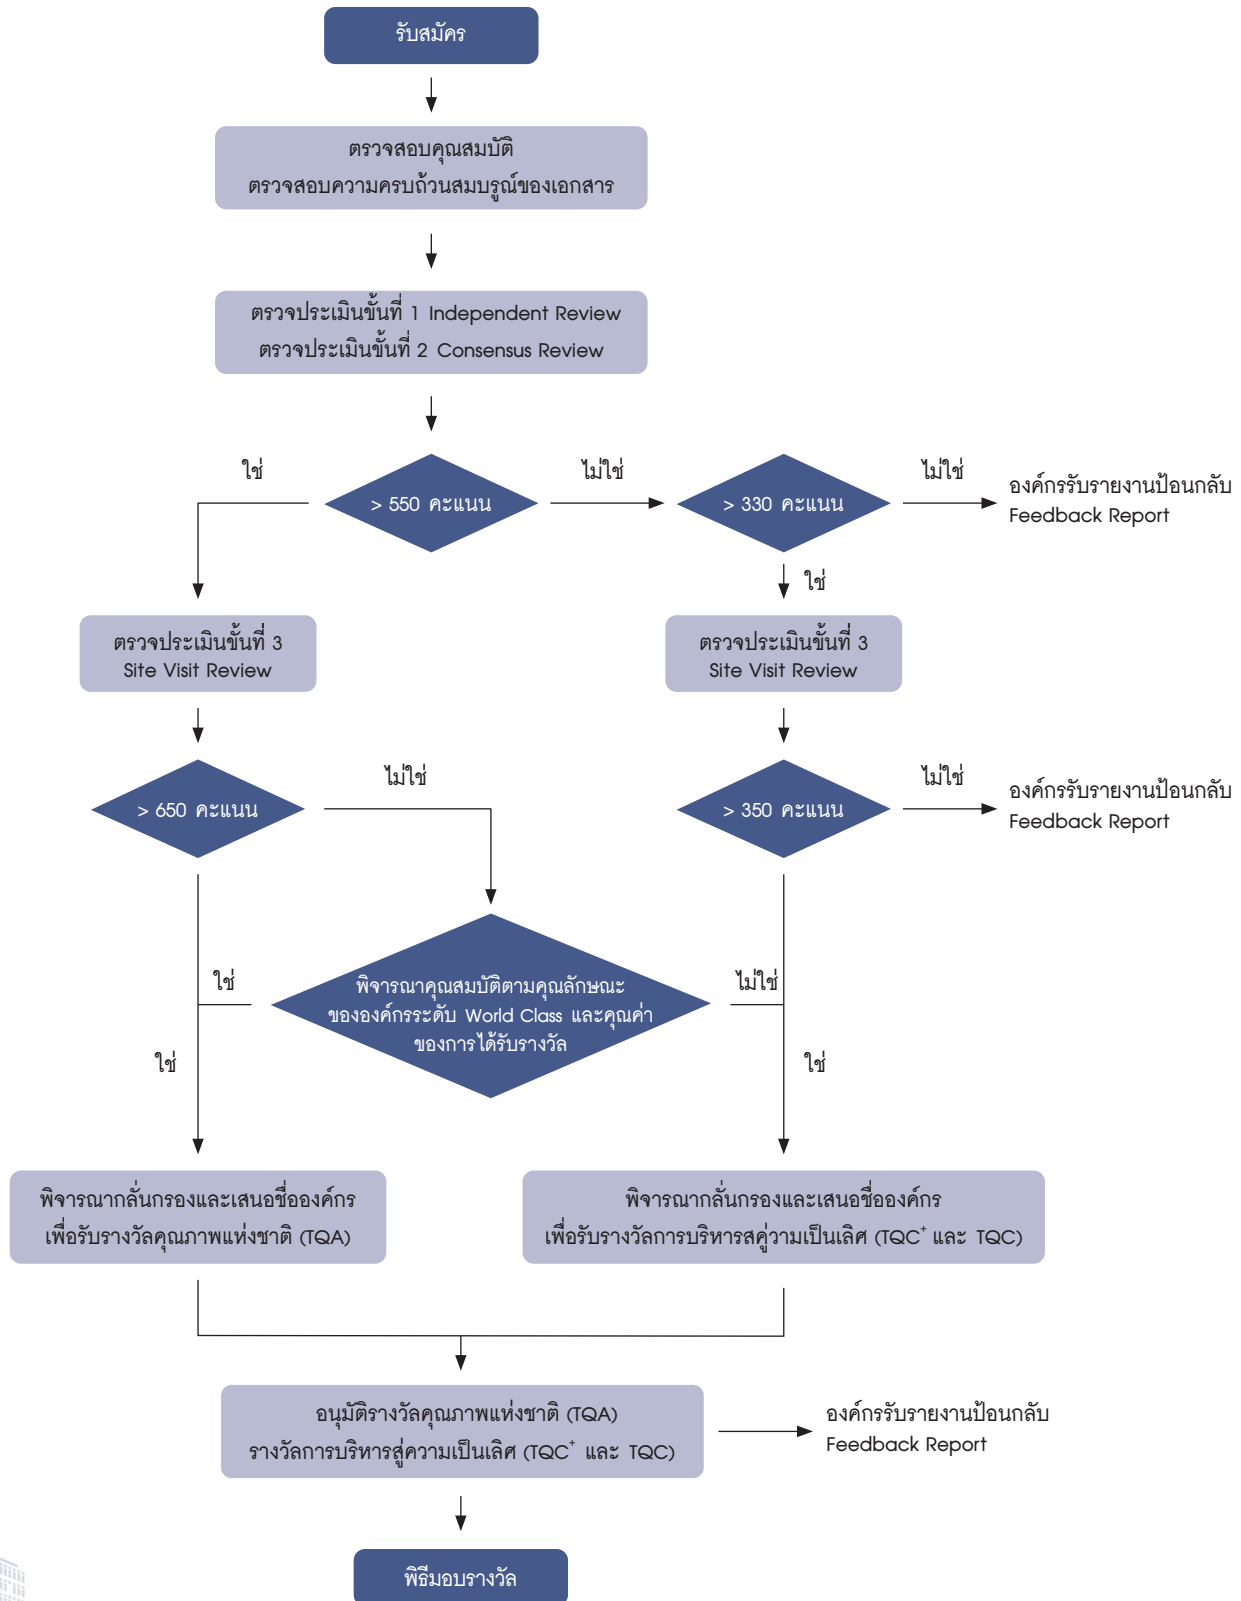 รับสมัคร
ตรวจสอบคุณสมบัติ
ตรวจสอบความครบถ้วนสมบรูณ์ของเอกสาร
ตรวจประเมินขั้นที่ 1 Independent Review
ตรวจประเมินขั้นที่ 2 Consensus Review
ใช่
> 550 คะแนน
ไม่ใช่
> 330 คะแนน
ไม่ใช่
องค์กรรับรายงานป้อนกลับ
Feedback Report
ใช่
ตรวจประเมินขั้นที่ 3
Site Visit Review
ตรวจประเมินขั้นที่ 3
Site Visit Review
> 650 คะแนน
ไม่ใช่
> 350 คะแนน
ไม่ใช่
องค์กรรับรายงานป้อนกลับ
Feedback Report
ใช่
พิจารณาคุณสมบัติตามคุณลักษณะ
ขององค์กรระดับ World Class และคุณค่า
ของการได้รับรางวัล
ไม่ใช่
ใช่
ใช่
พิจารณากลั่นกรองและเสนอชื่อองค์กร
เพื่อรับรางวัลคุณภาพแห่งชาติ (TQA)
พิจารณากลั่นกรองและเสนอชื่อองค์กร
เพื่อรับรางวัลการบริหารสคู่วามเป็นเลิศ (TQC⁺ และ TQC)
อนุมัติรางวัลคุณภาพแห่งชาติ (TQA)
รางวัลการบริหารสู่ความเป็นเลิศ (TQC⁺ และ TQC)
องค์กรรับรายงานป้อนกลับ
Feedback Report
พิธีมอบรางวัล